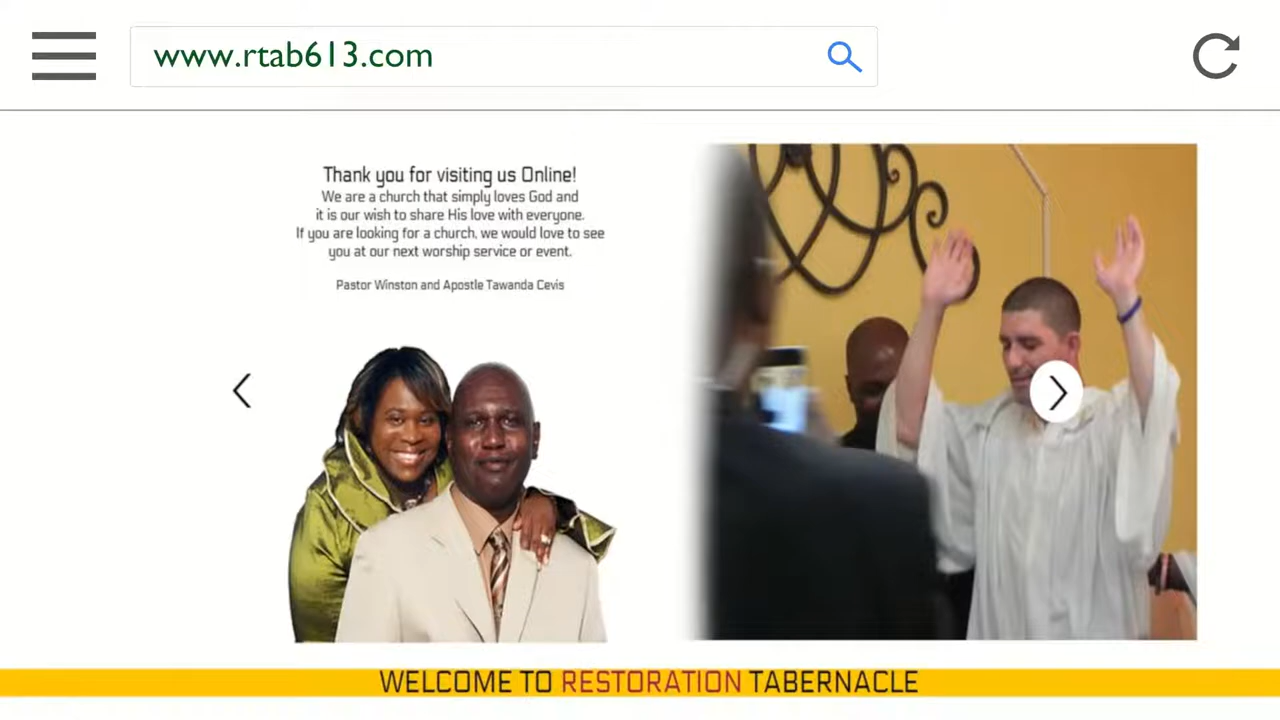 www.rtab613.com
Thank you for visiting us Online!
We are a church that simply loves God and
it is our wish to share His love with everyone.
If you are looking for a church, we would love to see
you at our next worship service or event.
Pastor Winston and Apostle Tawanda Cevis
WELCOME TO RESTORATION TABERNACLE